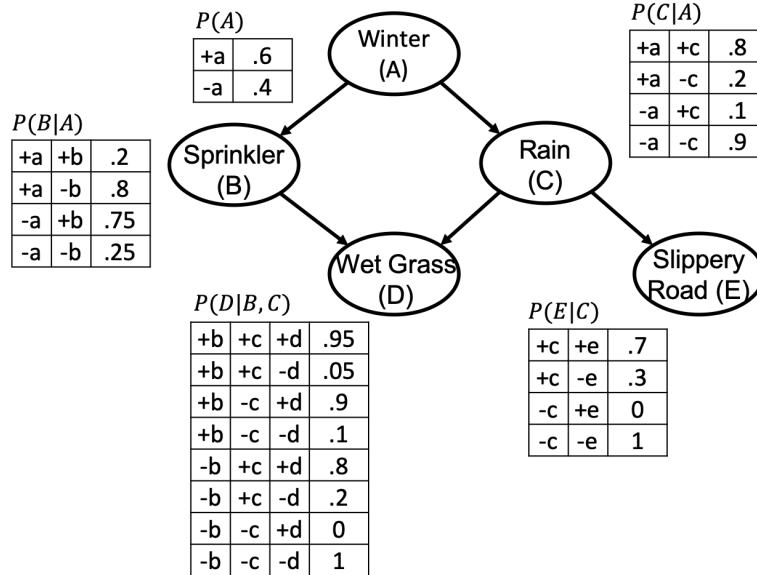 P(A)
+a .6
-a .4
Winter
(A)
P(C|A)
+a +c .8
+a -c .2
-a +c .1
-a -c .9
P(B|A)
+a +b .2
+a -b .8
-a +b .75
-a -b .25
Sprinkler
(B)
Rain
(C)
Wet Grass
(D)
Slippery
Road (E)
P(D|B, C)
+b +c +d .95
+b +c -d .05
+b -c +d .9
+b -c -d .1
-b +c +d .8
-b +c -d .2
-b -c +d 0
-b -c -d 1
P(E|C)
+c +e .7
+c -e .3
-c +e 0
-c -e 1